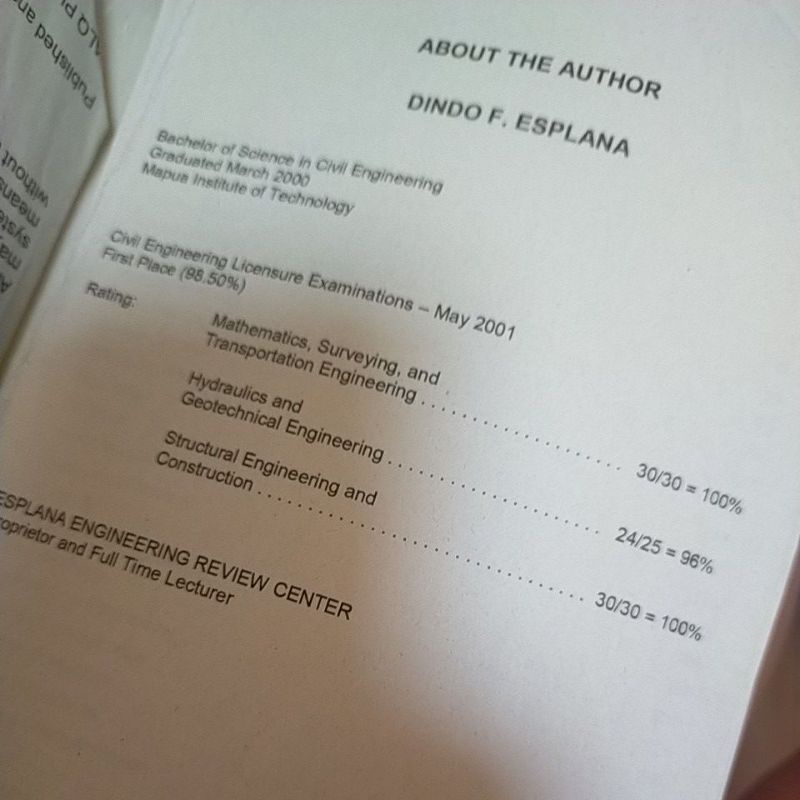 ABOUT THE AUTHOR
DINDO F. ESPLANA
Bachelor of Science in Civil Engineering
Graduated March 2000
Mapua Institute of Technology
Civil Engineering Licensure Examinations – May 2001
First Place (98.50%)
Rating:
Mathematics, Surveying, and
Transportation Engineering . . . . . . . . . . . . . . . . . . . . 30/30 = 100%
Hydraulics and
Geotechnical Engineering . . . . . . . . . . . . . . . . . . . . . 24/25 = 96%
Structural Engineering and
Construction . . . . . . . . . . . . . . . . . . . . . . . . . . . . . . . 30/30 = 100%
ESPLANA ENGINEERING REVIEW CENTER
and Full Time Lecturer
Published
without
means